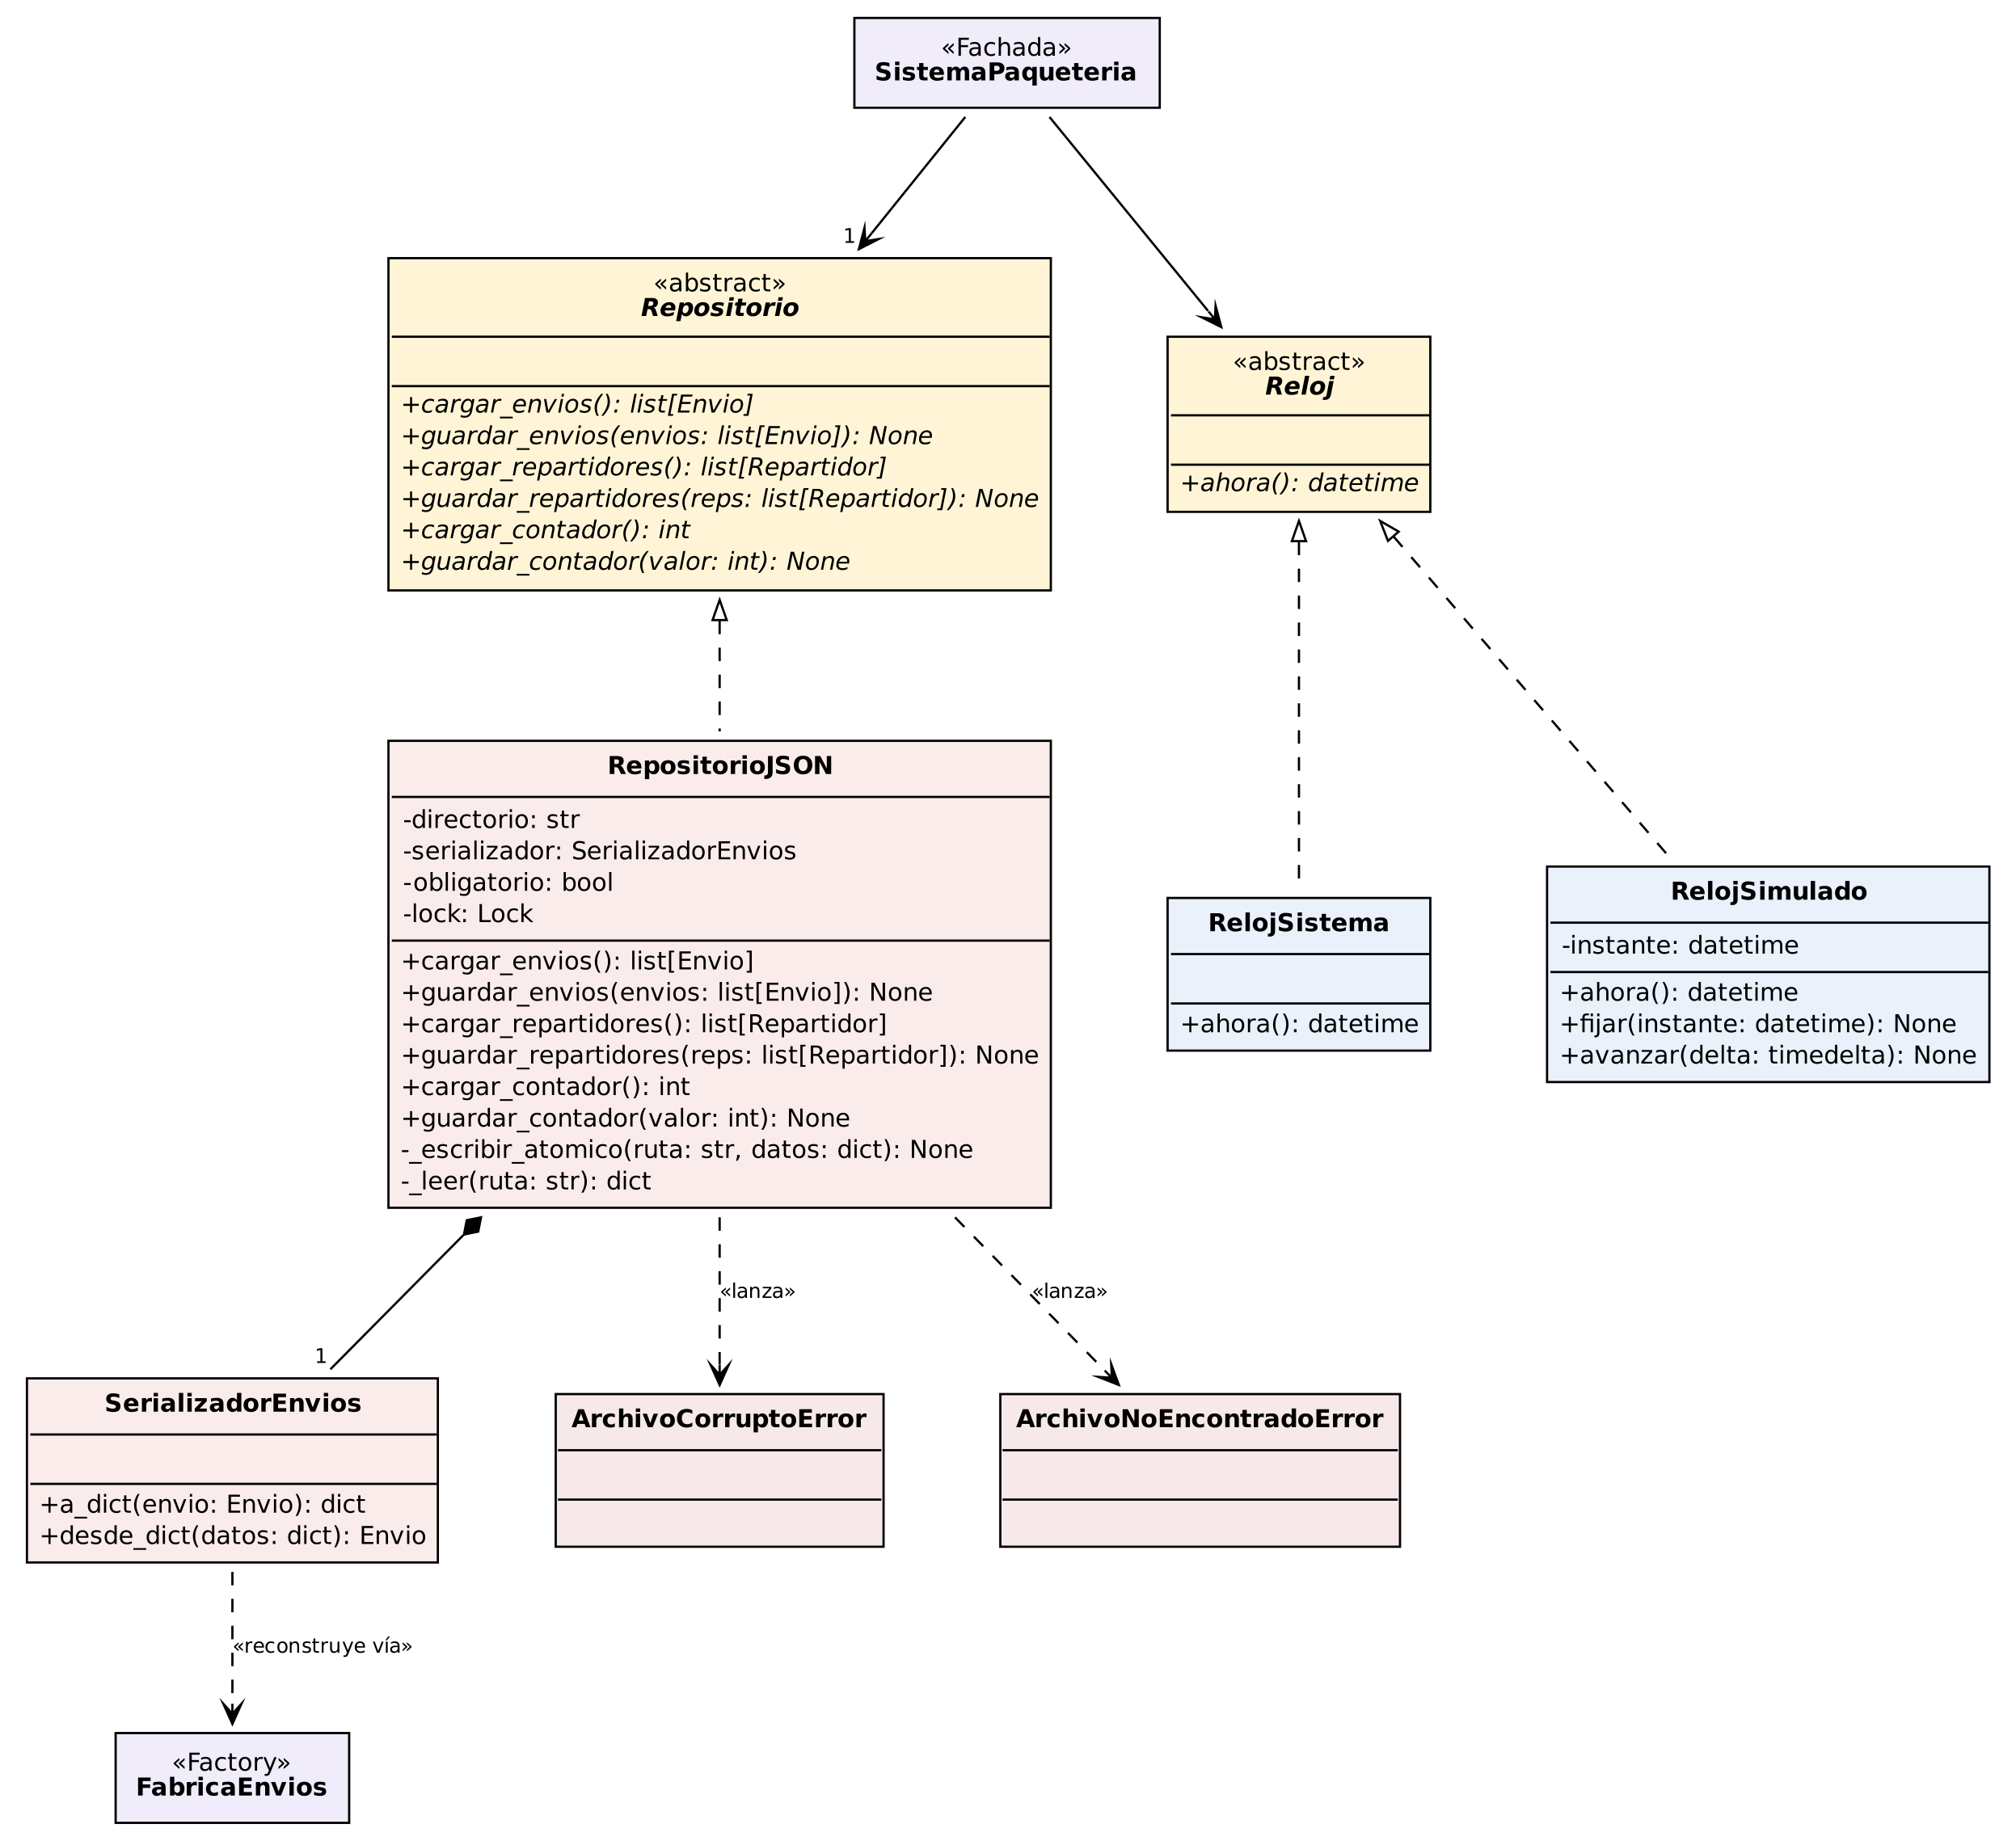 «Fachada»
SistemaPaqueteria
1
«abstract»
Repositorio
+cargar_envios(): list[Envio]
+guardar_envios(envios: list[Envio]): None
+cargar_repartidores(): list[Repartidor]
+guardar_repartidores(reps: list[Repartidor]): None
+cargar_contador(): int
+guardar_contador(valor: int): None
«abstract»
Reloj
+ahora(): datetime
RepositorioJSON
-directorio: str
-serializador: SerializadorEnvios
-obligatorio: bool
-lock: Lock
+cargar_envios(): list[Envio]
+guardar_envios(envios: list[Envio]): None
+cargar_repartidores(): list[Repartidor]
+guardar_repartidores(reps: list[Repartidor]): None
+cargar_contador(): int
+guardar_contador(valor: int): None
-_escribir_atomico(ruta: str, datos: dict): None
-_leer(ruta: str): dict
RelojSistema
+ahora(): datetime
RelojSimulado
-instante: datetime
+ahora(): datetime
+fijar(instante: datetime): None
+avanzar(delta: timedelta): None
«lanza»
«lanza»
1
SerializadorEnvios
+a_dict(envio: Envio): dict
+desde_dict(datos: dict): Envio
ArchivoCorruptoError
ArchivoNoEncontradoError
«reconstruye vía»
«Factory»
FabricaEnvios